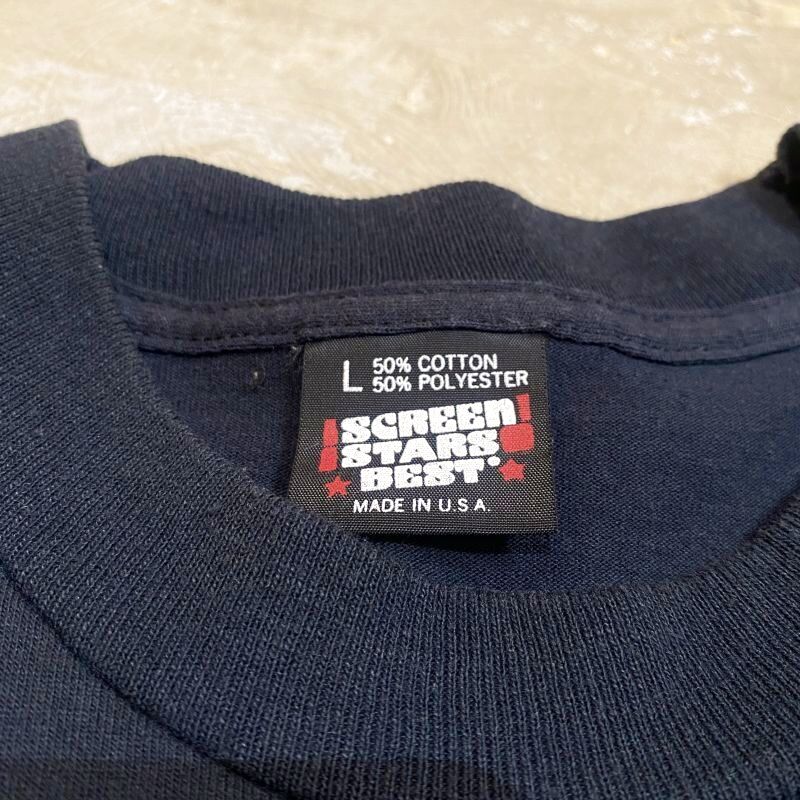 L 50% COTTON
50% POLYESTER
SCREEN
STARS
BEST
MADE IN U.S.A.